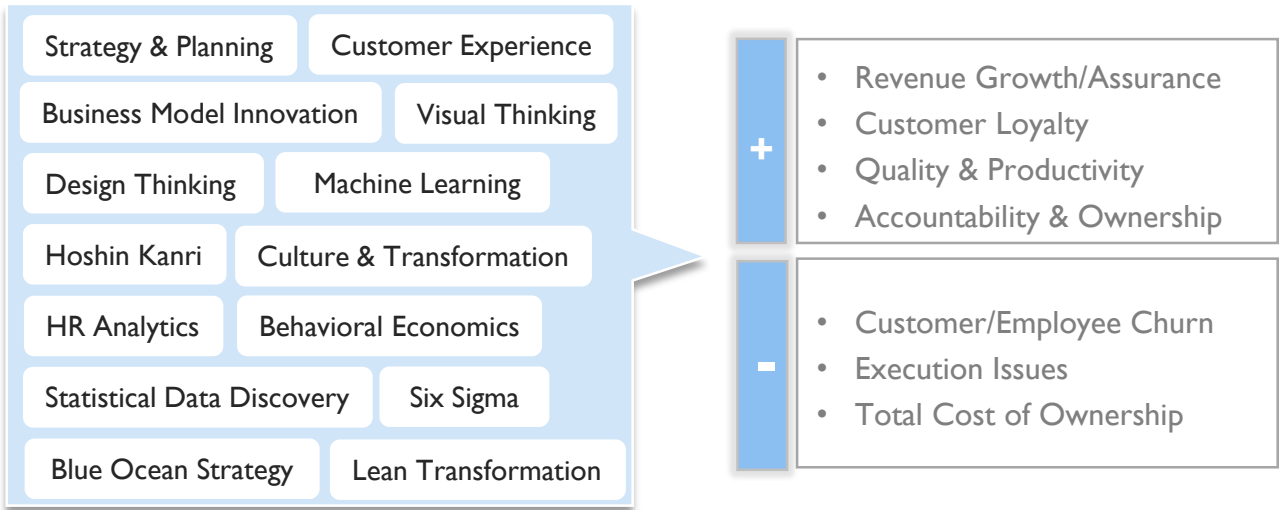 Strategy & Planning
Customer Experience
Business Model Innovation
Visual Thinking
Design Thinking
Machine Learning
Hoshin Kanri
Culture & Transformation
HR Analytics
Behavioral Economics
Statistical Data Discovery
Six Sigma
Blue Ocean Strategy
Lean Transformation
+
• Revenue Growth/Assurance
• Customer Loyalty
• Quality & Productivity
• Accountability & Ownership
-
• Customer/Employee Churn
• Execution Issues
• Total Cost of Ownership